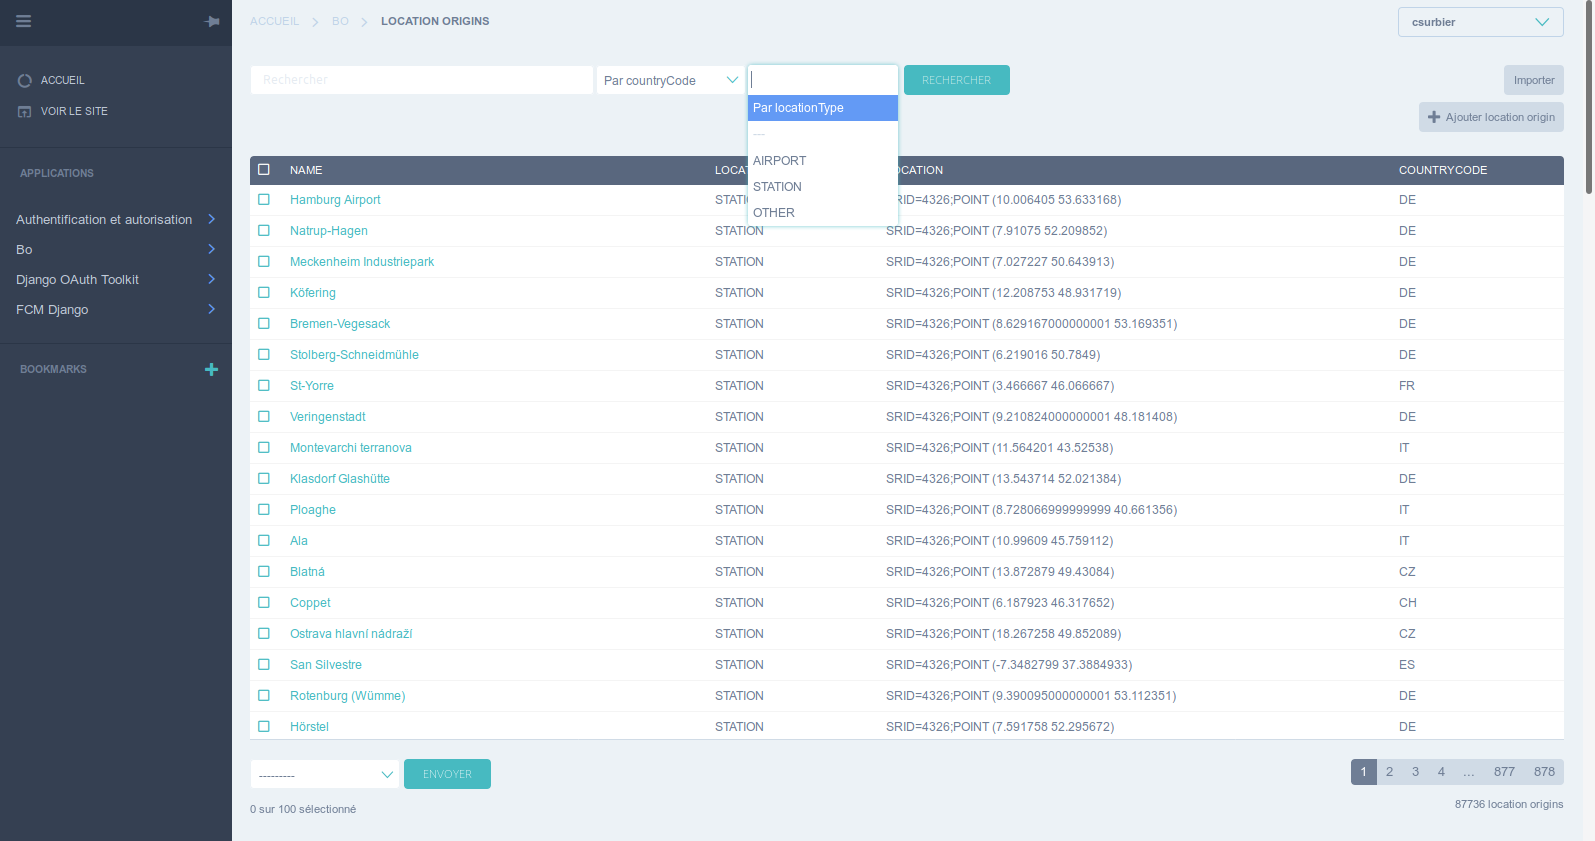 ACCUEIL > BO > LOCATION ORIGINS
csurbier
ACCUEIL
VOIR LE SITE
APPLICATIONS
Authentification et autorisation
Bo
Django OAuth Toolkit
FCM Django
BOOKMARKS
Rechercher
Par countryCode
RECHERCHER
Importer
Ajouter location origin
Par locationType
---
AIRPORT
STATION
OTHER
NAME COUNTRYCODE
Hamburg Airport SRID=4326;POINT (10.006405 53.633168) DE
Natrup-Hagen STATION SRID=4326;POINT (7.91075 52.209852) DE
Meckenheim Industriepark STATION SRID=4326;POINT (7.027227 50.643913) DE
Köfering STATION SRID=4326;POINT (12.208753 48.931719) DE
Bremen-Vegesack STATION SRID=4326;POINT (8.629167000000001 53.169351) DE
Stolberg-Schneidmühle STATION SRID=4326;POINT (6.219016 50.7849) DE
St-Yorre STATION SRID=4326;POINT (3.466667 46.066667) FR
Veringenstadt STATION SRID=4326;POINT (9.210824000000001 48.181408) DE
Montevarchi terranova STATION SRID=4326;POINT (11.564201 43.52538) IT
Klasdorf Glashütte STATION SRID=4326;POINT (13.543714 52.021384) DE
Ploaghe STATION SRID=4326;POINT (8.728066999999999 40.661356) IT
Ala STATION SRID=4326;POINT (10.99609 45.759112) IT
Blatná STATION SRID=4326;POINT (13.872879 49.43084) CZ
Coppet STATION SRID=4326;POINT (6.187923 46.317652) CH
Ostrava hlavní nádraží STATION SRID=4326;POINT (18.267258 49.852089) CZ
San Silvestre STATION SRID=4326;POINT (-7.3482799 37.3884933) ES
Rotenburg (Wümme) STATION SRID=4326;POINT (9.390095000000001 53.112351) DE
Hörstel STATION SRID=4326;POINT (7.591758 52.295672) DE
---------
ENVOYER
1 2 3 4 … 877 878
0 sur 100 sélectionné
87736 location origins